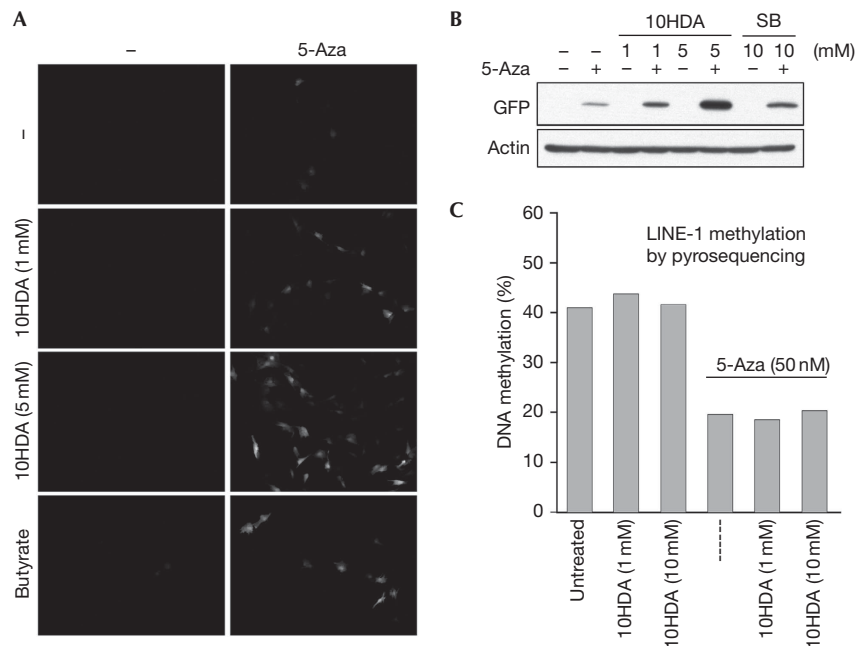 A
– 5-Aza
–
10HDA (1 mM)
10HDA (5 mM)
Butyrate
B
10HDA SB
– – 1 1 5 5 10 10 (mM)
5-Aza – + – + – + – +
GFP
Actin
C
60
50
40
30
20
10
0
DNA methylation (%)
LINE-1 methylation
by pyrosequencing
5-Aza (50 nM)
Untreated
10HDA (1 mM)
10HDA (10 mM)
------
10HDA (1 mM)
10HDA (10 mM)